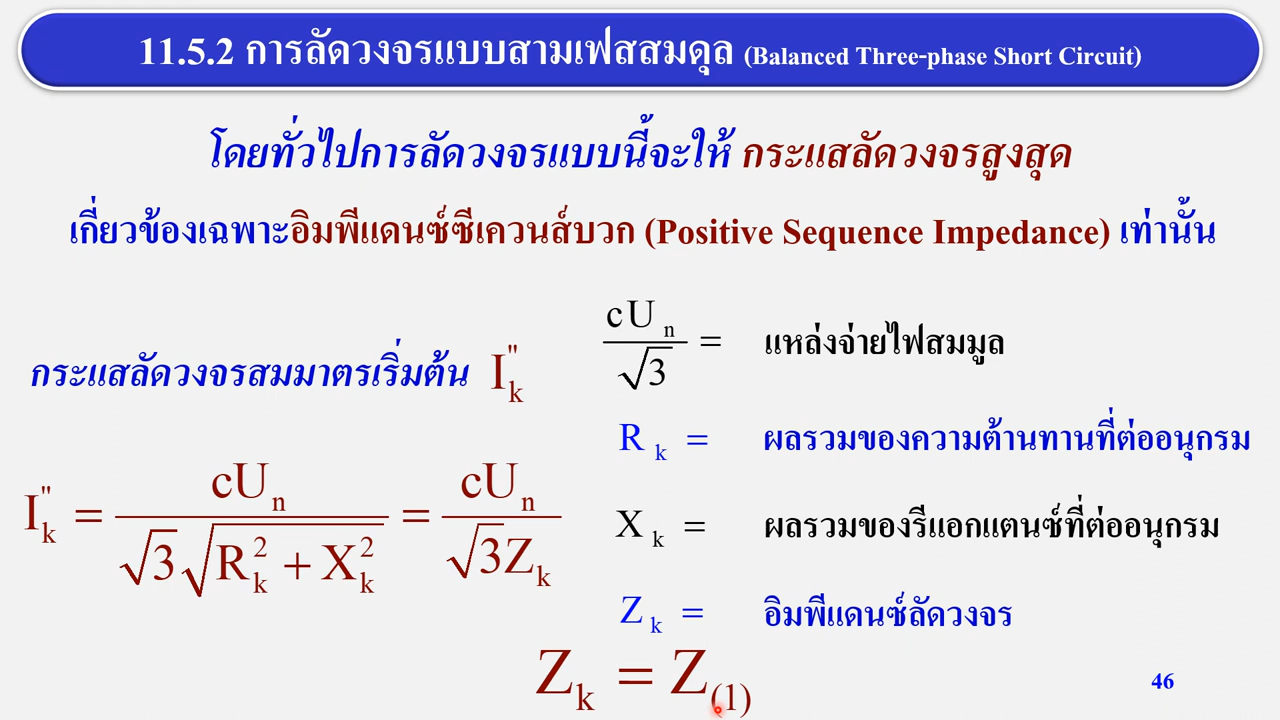 11.5.2 การลัดวงจรแบบสามเฟสสมดุล (Balanced Three-phase Short Circuit)
โดยทั่วไปการลัดวงจรแบบนี้จะให้ กระแสลัดวงจรสูงสุด
เกี่ยวข้องเฉพาะอิมพีแดนซ์ซีเควนส์บวก (Positive Sequence Impedance) เท่านั้น
กระแสลัดวงจรสมมาตรเริ่มต้น I"k
I"k = cUn / (√3 √(R²k + X²k)) = cUn / (√3Zk)
cUn / √3 = แหล่งจ่ายไฟสมมูล
Rk = ผลรวมของความต้านทานที่ต่ออนุกรม
Xk = ผลรวมของรีแอกแตนซ์ที่ต่ออนุกรม
Zk = อิมพีแดนซ์ลัดวงจร
Zk = Z(1)
46